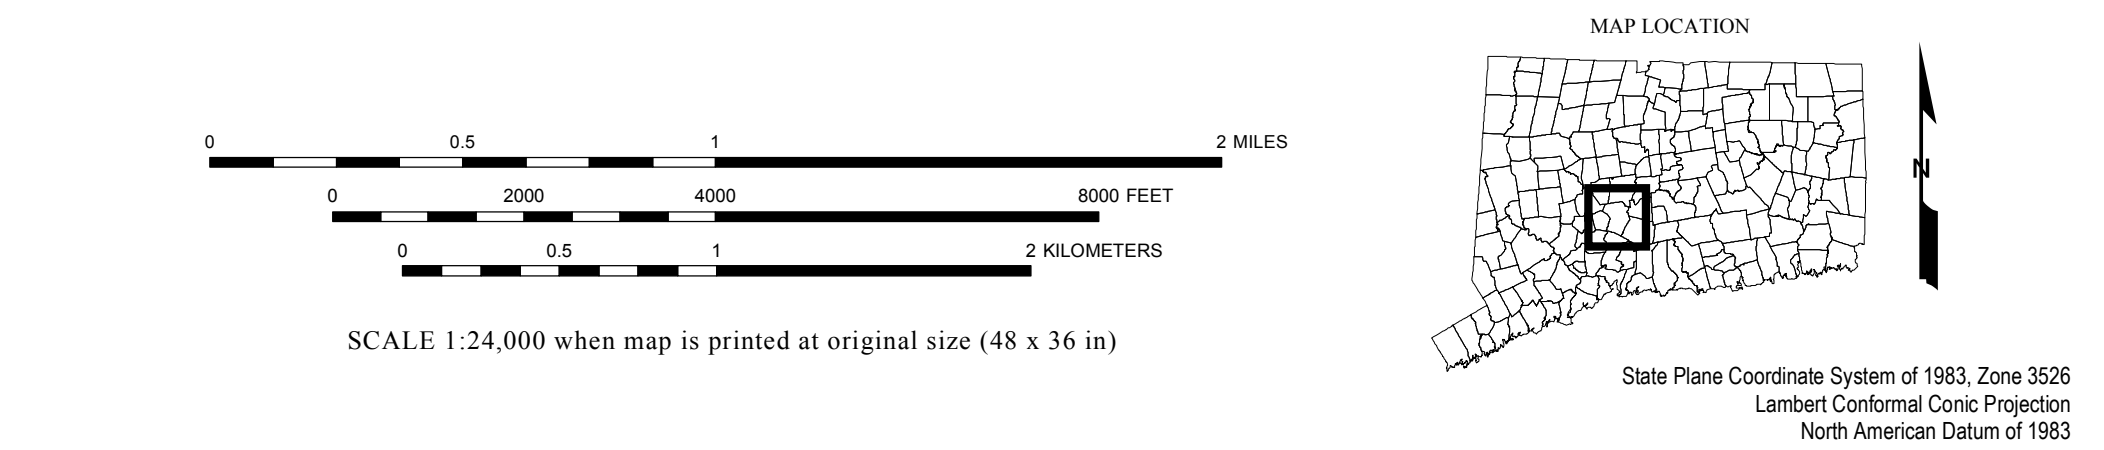 MAP LOCATION
0 0.5 1 2 MILES
0 2000 4000 8000 FEET
N
0 0.5 1 2 KILOMETERS
SCALE 1:24,000 when map is printed at original size (48 x 36 in)
State Plane Coordinate System of 1983, Zone 3526
Lambert Conformal Conic Projection
North American Datum of 1983